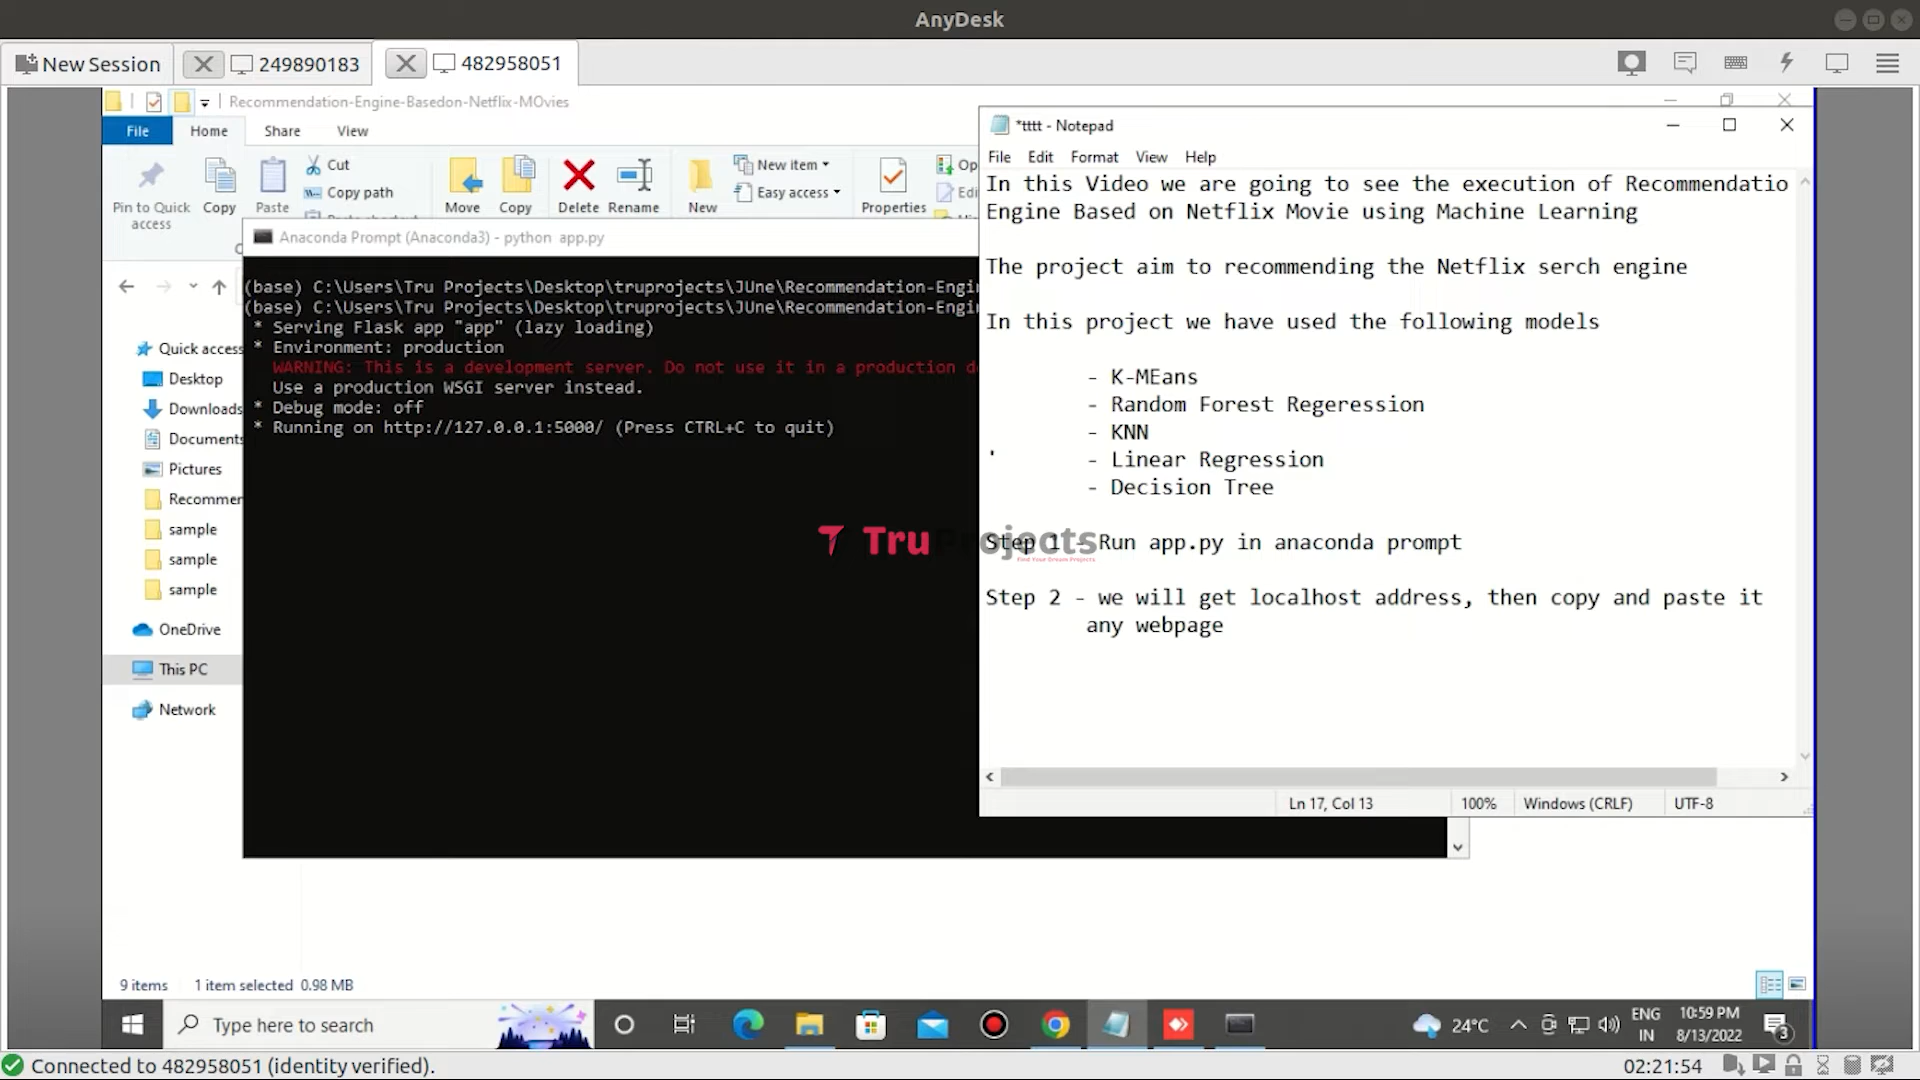 AnyDesk
New Session
249890183
482958051
Recommendation-Engine-Basedon-Netflix-MOvies
File Home Share View
Pin to Quick access
Copy
Paste
Cut
Copy path
Move
Copy
Delete
Rename
New
New item
Easy access
Properties
Anaconda Prompt (Anaconda3) - python app.py
(base) C:\Users\Tru Projects\Desktop\truprojects\JUne\Recommendation-Engi
(base) C:\Users\Tru Projects\Desktop\truprojects\JUne\Recommendation-Engi
* Serving Flask app "app" (lazy loading)
* Environment: production
WARNING: This is a development server. Do not use it in a production d
Use a production WSGI server instead.
* Debug mode: off
* Running on http://127.0.0.1:5000/ (Press CTRL+C to quit)
Quick access
Desktop
Downloads
Documents
Pictures
Recommer
sample
sample
sample
OneDrive
This PC
Network
*tttt - Notepad
File Edit Format View Help
In this Video we are going to see the execution of Recommendatio
Engine Based on Netflix Movie using Machine Learning
The project aim to recommending the Netflix serch engine
In this project we have used the following models
- K-MEans
- Random Forest Regeression
- KNN
' - Linear Regression
- Decision Tree
Step 1 - Run app.py in anaconda prompt
Step 2 - we will get localhost address, then copy and paste it
any webpage
TruProjects
Find Your Dream Projects
Ln 17, Col 13 100% Windows (CRLF) UTF-8
9 items 1 item selected 0.98 MB
Type here to search
24°C
ENG
IN
10:59 PM
8/13/2022
3
Connected to 482958051 (identity verified).
02:21:54